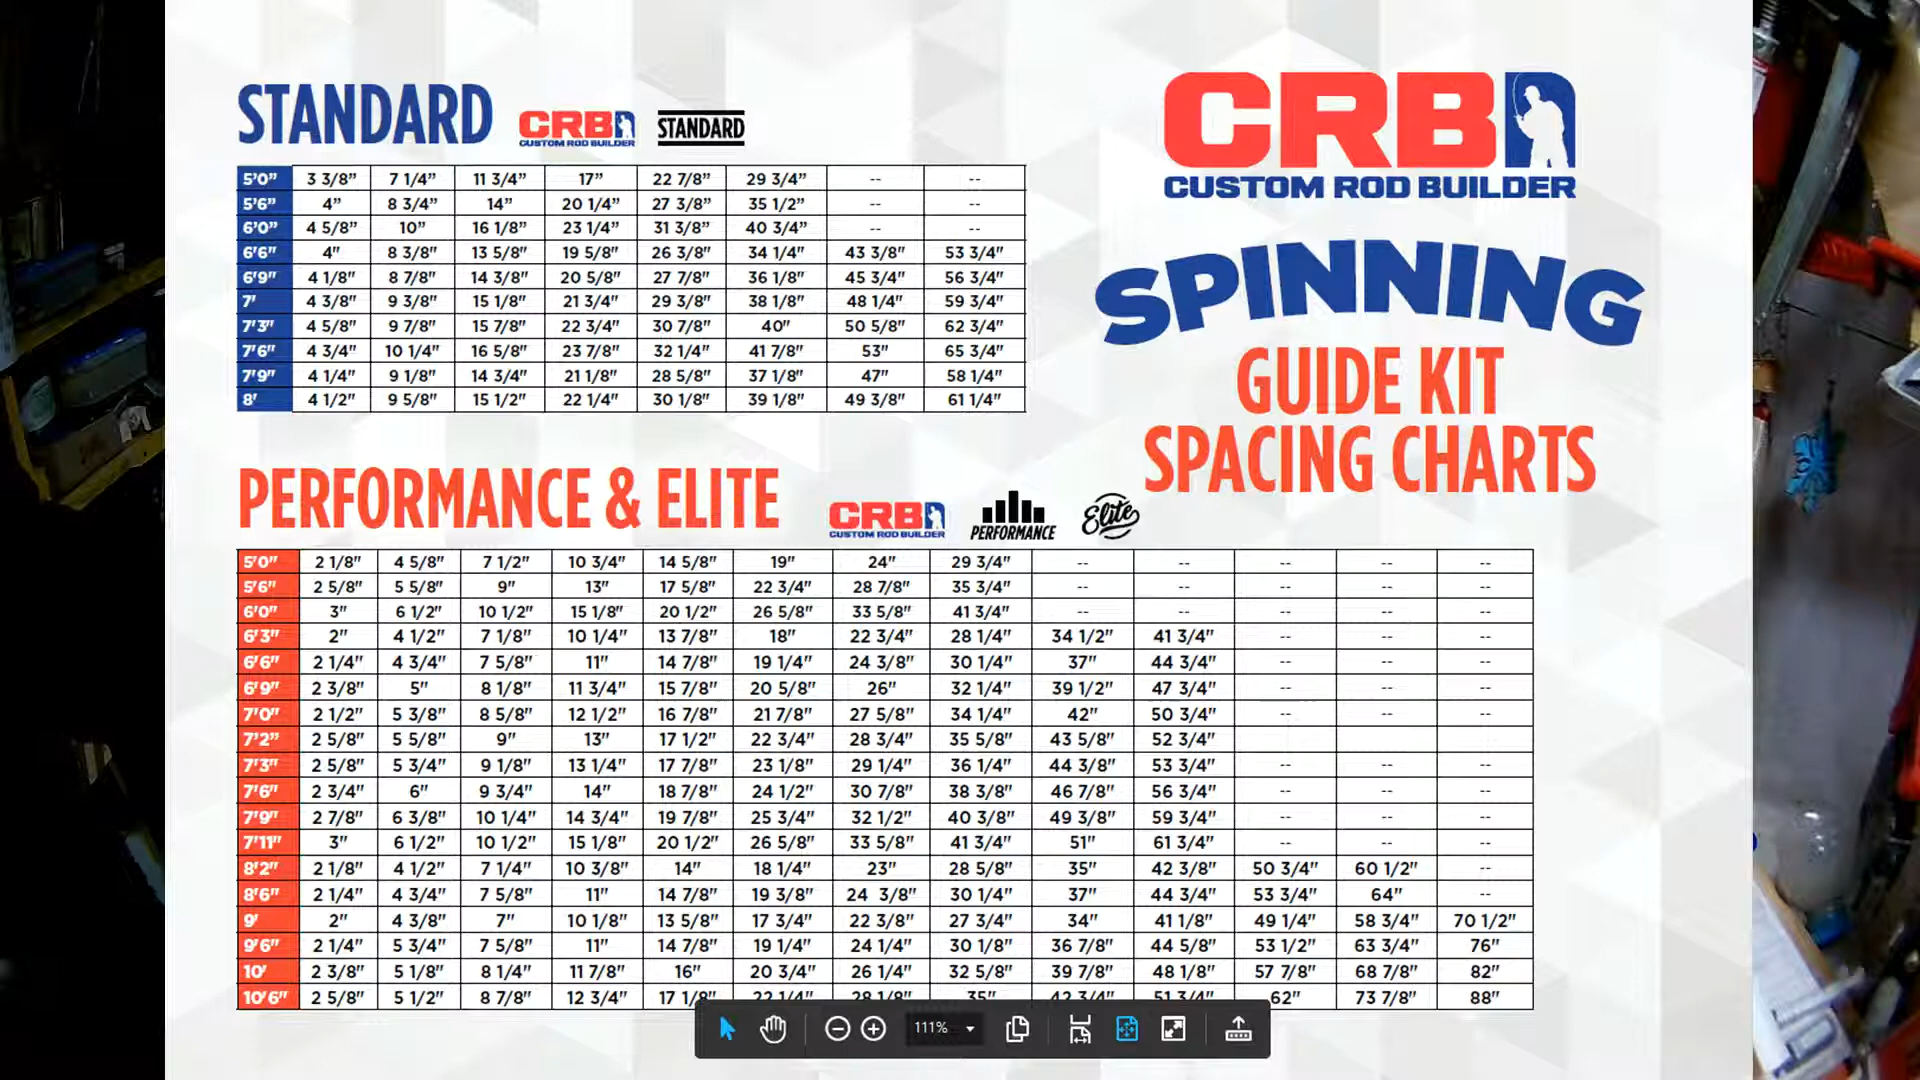 STANDARD CRB CUSTOM ROD BUILDER STANDARD
5'0" 3 3/8" 7 1/4" 11 3/4" 17" 22 7/8" 29 3/4" -- --
5'6" 4" 8 3/4" 14" 20 1/4" 27 3/8" 35 1/2" -- --
6'0" 4 5/8" 10" 16 1/8" 23 1/4" 31 3/8" 40 3/4" -- --
6'6" 4" 8 3/8" 13 5/8" 19 5/8" 26 3/8" 34 1/4" 43 3/8" 53 3/4"
6'9" 4 1/8" 8 7/8" 14 3/8" 20 5/8" 27 7/8" 36 1/8" 45 3/4" 56 3/4"
7' 4 3/8" 9 3/8" 15 1/8" 21 3/4" 29 3/8" 38 1/8" 48 1/4" 59 3/4"
7'3" 4 5/8" 9 7/8" 15 7/8" 22 3/4" 30 7/8" 40" 50 5/8" 62 3/4"
7'6" 4 3/4" 10 1/4" 16 5/8" 23 7/8" 32 1/4" 41 7/8" 53" 65 3/4"
7'9" 4 1/4" 9 1/8" 14 3/4" 21 1/8" 28 5/8" 37 1/8" 47" 58 1/4"
8' 4 1/2" 9 5/8" 15 1/2" 22 1/4" 30 1/8" 39 1/8" 49 3/8" 61 1/4"
CRB
CUSTOM ROD BUILDER
SPINNING
GUIDE KIT
SPACING CHARTS
PERFORMANCE & ELITE CRB CUSTOM ROD BUILDER PERFORMANCE Elite
5'0" 2 1/8" 4 5/8" 7 1/2" 10 3/4" 14 5/8" 19" 24" 29 3/4" -- -- -- -- --
5'6" 2 5/8" 5 5/8" 9" 13" 17 5/8" 22 3/4" 28 7/8" 35 3/4" -- -- -- -- --
6'0" 3" 6 1/2" 10 1/2" 15 1/8" 20 1/2" 26 5/8" 33 5/8" 41 3/4" -- -- -- -- --
6'3" 2" 4 1/2" 7 1/8" 10 1/4" 13 7/8" 18" 22 3/4" 28 1/4" 34 1/2" 41 3/4" -- -- --
6'6" 2 1/4" 4 3/4" 7 5/8" 11" 14 7/8" 19 1/4" 24 3/8" 30 1/4" 37" 44 3/4" -- -- --
6'9" 2 3/8" 5" 8 1/8" 11 3/4" 15 7/8" 20 5/8" 26" 32 1/4" 39 1/2" 47 3/4" -- -- --
7'0" 2 1/2" 5 3/8" 8 5/8" 12 1/2" 16 7/8" 21 7/8" 27 5/8" 34 1/4" 42" 50 3/4" -- -- --
7'2" 2 5/8" 5 5/8" 9" 13" 17 1/2" 22 3/4" 28 3/4" 35 5/8" 43 5/8" 52 3/4" -- -- --
7'3" 2 5/8" 5 3/4" 9 1/8" 13 1/4" 17 7/8" 23 1/8" 29 1/4" 36 1/4" 44 3/8" 53 3/4" -- -- --
7'6" 2 3/4" 6" 9 3/4" 14" 18 7/8" 24 1/2" 30 7/8" 38 3/8" 46 7/8" 56 3/4" -- -- --
7'9" 2 7/8" 6 3/8" 10 1/4" 14 3/4" 19 7/8" 25 3/4" 32 1/2" 40 3/8" 49 3/8" 59 3/4" -- -- --
7'11" 3" 6 1/2" 10 1/2" 15 1/8" 20 1/2" 26 5/8" 33 5/8" 41 3/4" 51" 61 3/4" -- -- --
8'2" 2 1/8" 4 1/2" 7 1/4" 10 3/8" 14" 18 1/4" 23" 28 5/8" 35" 42 3/8" 50 3/4" 60 1/2" --
8'6" 2 1/4" 4 3/4" 7 5/8" 11" 14 7/8" 19 3/8" 24 3/8" 30 1/4" 37" 44 3/4" 53 3/4" 64" --
9' 2" 4 3/8" 7" 10 1/8" 13 5/8" 17 3/4" 22 3/8" 27 3/4" 34" 41 1/8" 49 1/4" 58 3/4" 70 1/2"
9'6" 2 1/4" 5 3/4" 7 5/8" 11" 14 7/8" 19 1/4" 24 1/4" 30 1/8" 36 7/8" 44 5/8" 53 1/2" 63 3/4" 76"
10' 2 3/8" 5 1/8" 8 1/4" 11 7/8" 16" 20 3/4" 26 1/4" 32 5/8" 39 7/8" 48 1/8" 57 7/8" 68 7/8" 82"
10'6" 2 5/8" 5 1/2" 8 7/8" 12 3/4" 17 1/8" 22 1/4" 28 1/8" 35" 42 3/4" 51 3/4" 62" 73 7/8" 88"
111%